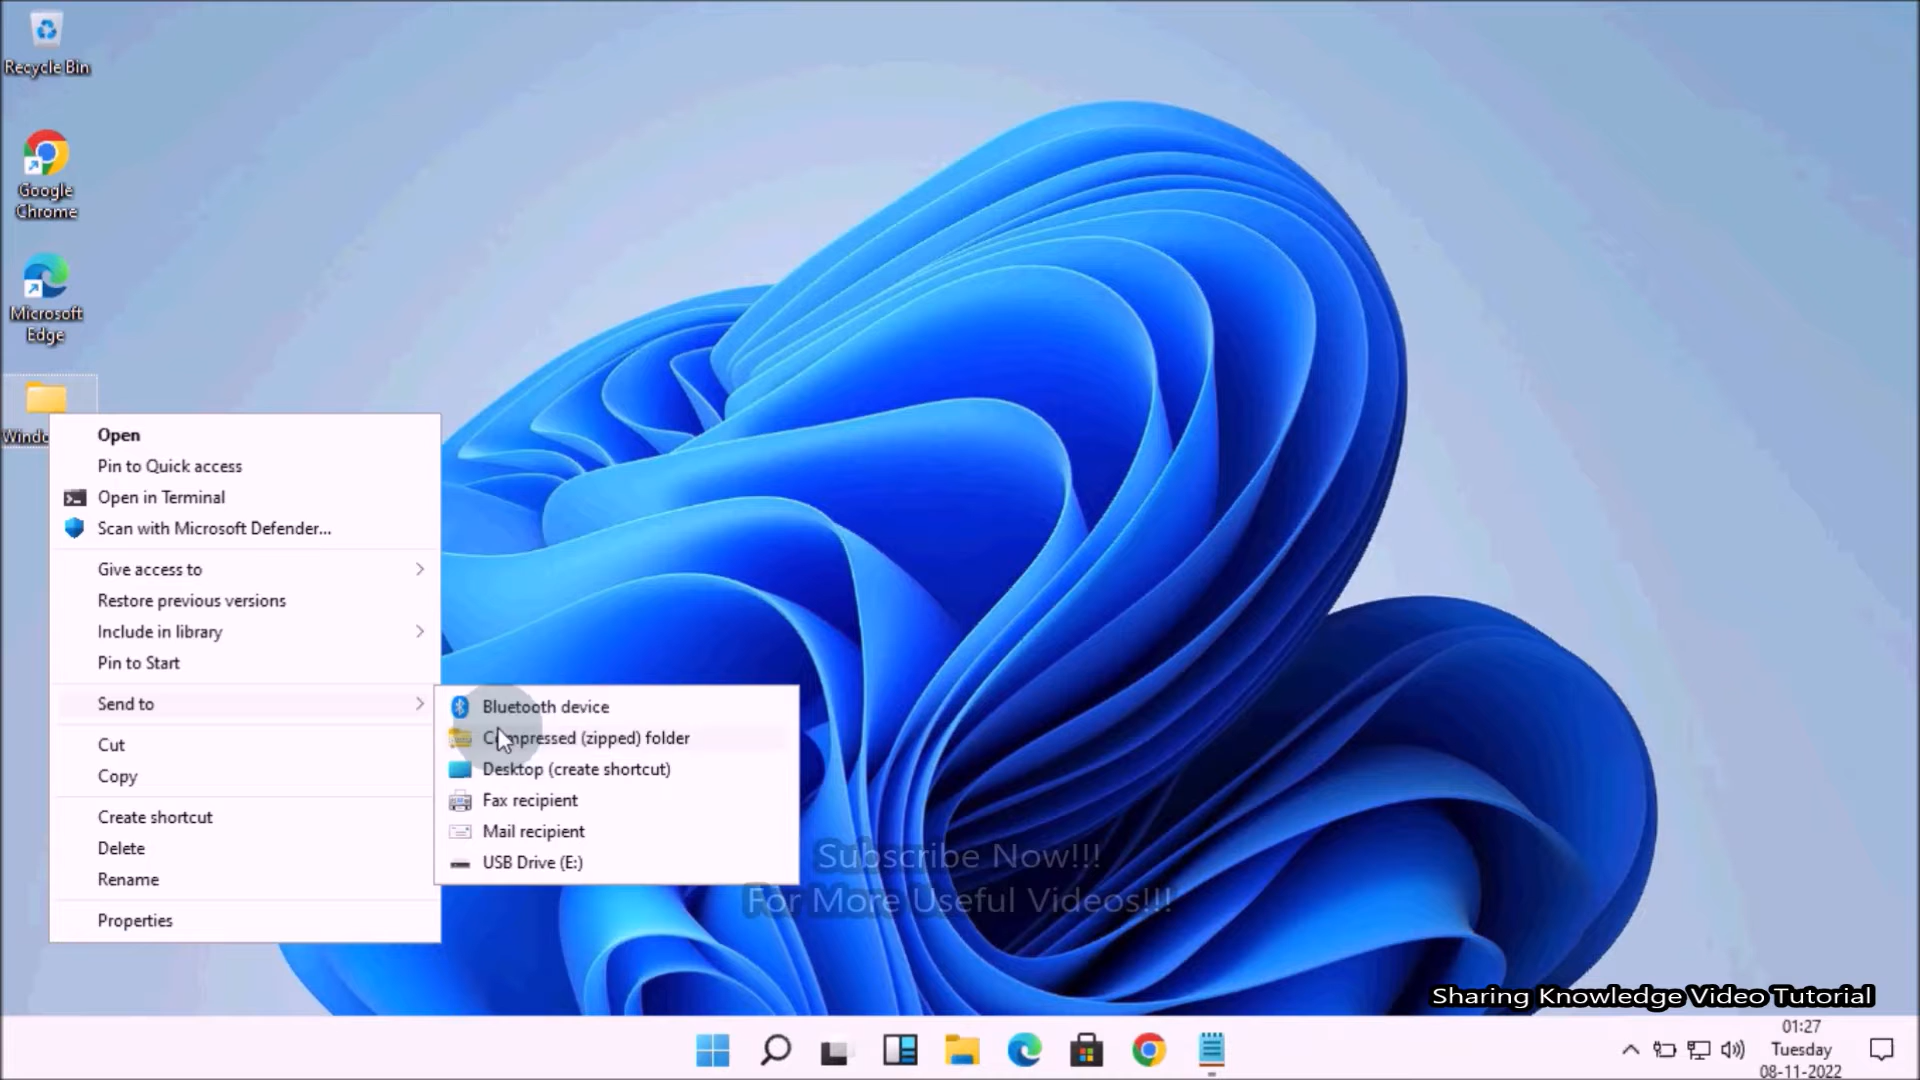 Recycle Bin
Google
Chrome
Microsoft
Edge
Open
Pin to Quick access
Open in Terminal
Scan with Microsoft Defender...
Give access to
Restore previous versions
Include in library
Pin to Start
Send to
Cut
Copy
Create shortcut
Delete
Rename
Properties
Bluetooth device
Compressed (zipped) folder
Desktop (create shortcut)
Fax recipient
Mail recipient
USB Drive (E:)
Subscribe Now!!!
For More Useful Videos!!!
Sharing Knowledge Video Tutorial
01:27
Tuesday
08-11-2022